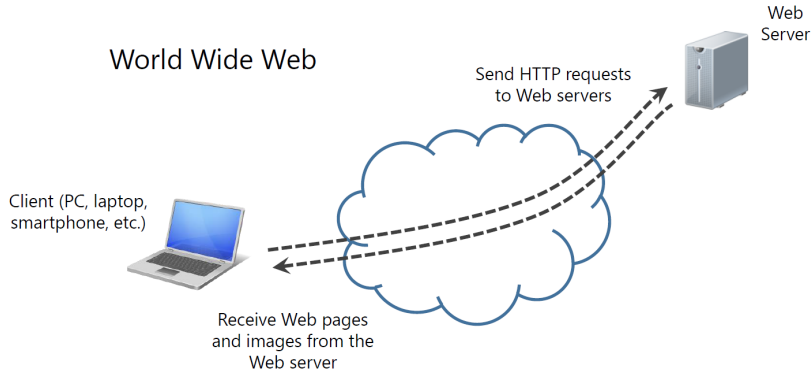 Web
Server
World Wide Web
Send HTTP requests
to Web servers
Client (PC, laptop,
smartphone, etc.)
Receive Web pages
and images from the
Web server